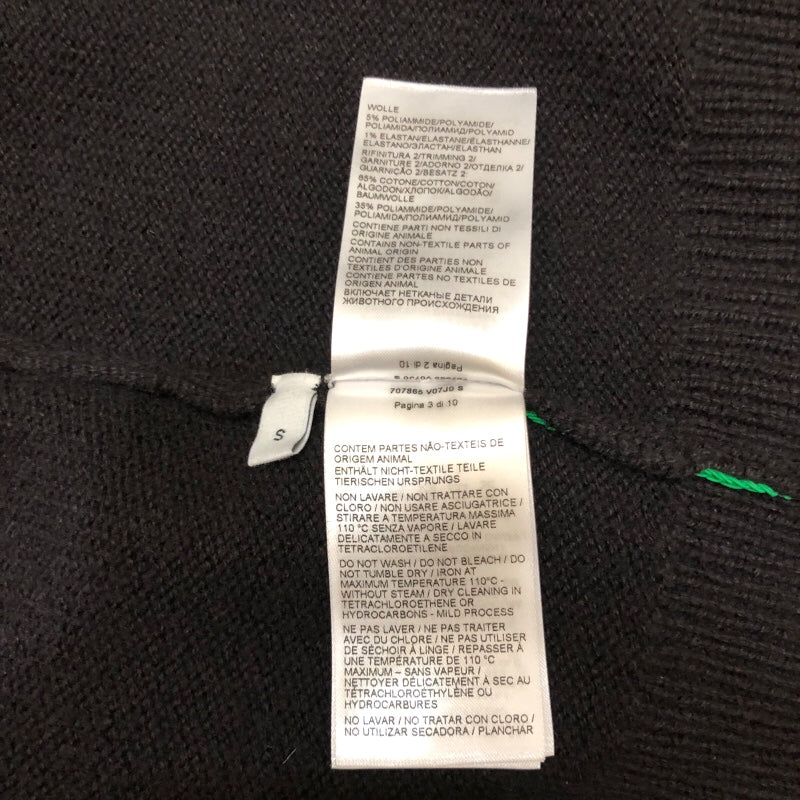 WOLLE
5% POLIAMMIDE/POLYAMIDE/
POLIAMIDA/ПОЛИАМИД/POLYAMID
1% ELASTAN/ELASTANE/ÉLASTHANNE/
ELASTANO/ЭЛАСТАН/ELASTHAN
RIFINITURA 2/TRIMMING 2/
GARNITURE 2/ADORNO 2/ОТДЕЛКА 2/
GUARNIÇÃO 2/BESATZ 2:
65% COTONE/COTTON/COTON/
ALGODÓN/ХЛОПОК/ALGODÃO/
BAUMWOLLE
35% POLIAMMIDE/POLYAMIDE/
POLIAMIDA/ПОЛИАМИД/POLYAMID
CONTIENE PARTI NON TESSILI DI
ORIGINE ANIMALE
CONTAINS NON-TEXTILE PARTS OF
ANIMAL ORIGIN
CONTIENT DES PARTIES NON
TEXTILES D'ORIGINE ANIMALE
CONTIENE PARTES NO TEXTILES DE
ORIGEN ANIMAL
ВКЛЮЧАЕТ НЕТКАНЫЕ ДЕТАЛИ
ЖИВОТНОГО ПРОИСХОЖДЕНИЯ
Pagina 2 di 10
707865 V07J0 S
Pagina 3 di 10
S
CONTEM PARTES NÃO-TEXTEIS DE
ORIGEM ANIMAL
ENTHÄLT NICHT-TEXTILE TEILE
TIERISCHEN URSPRUNGS
NON LAVARE / NON TRATTARE CON
CLORO / NON USARE ASCIUGATRICE /
STIRARE A TEMPERATURA MASSIMA
110 °C SENZA VAPORE / LAVARE
DELICATAMENTE A SECCO IN
TETRACLOROETILENE
DO NOT WASH / DO NOT BLEACH / DO
NOT TUMBLE DRY / IRON AT
MAXIMUM TEMPERATURE 110°C -
WITHOUT STEAM / DRY CLEANING IN
TETRACHLOROETHENE OR
HYDROCARBONS - MILD PROCESS
NE PAS LAVER / NE PAS TRAITER
AVEC DU CHLORE / NE PAS UTILISER
DE SÉCHOIR À LINGE / REPASSER À
UNE TEMPÉRATURE DE 110 °C
MAXIMUM – SANS VAPEUR /
NETTOYER DÉLICATEMENT À SEC AU
TÉTRACHLOROÉTHYLÈNE OU
HYDROCARBURES
NO LAVAR / NO TRATAR CON CLORO /
NO UTILIZAR SECADORA / PLANCHAR